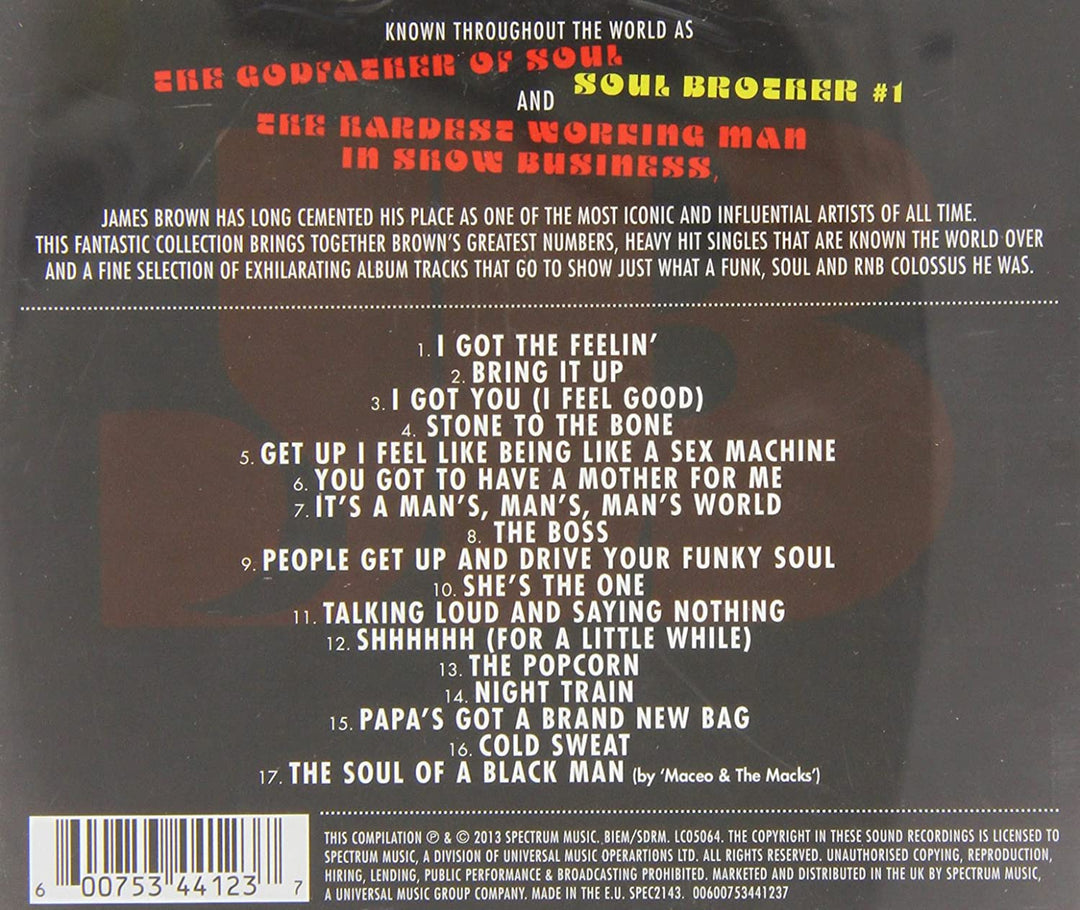 KNOWN THROUGHOUT THE WORLD AS
THE GODFATHER OF SOUL
SOUL BROTHER #1
AND
THE HARDEST WORKING MAN
IN SHOW BUSINESS,
JAMES BROWN HAS LONG CEMENTED HIS PLACE AS ONE OF THE MOST ICONIC AND INFLUENTIAL ARTISTS OF ALL TIME.
THIS FANTASTIC COLLECTION BRINGS TOGETHER BROWN'S GREATEST NUMBERS, HEAVY HIT SINGLES THAT ARE KNOWN THE WORLD OVER
AND A FINE SELECTION OF EXHILARATING ALBUM TRACKS THAT GO TO SHOW JUST WHAT A FUNK, SOUL AND RNB COLOSSUS HE WAS.
1. I GOT THE FEELIN'
2. BRING IT UP
3. I GOT YOU (I FEEL GOOD)
4. STONE TO THE BONE
5. GET UP I FEEL LIKE BEING LIKE A SEX MACHINE
6. YOU GOT TO HAVE A MOTHER FOR ME
7. IT'S A MAN'S, MAN'S, MAN'S WORLD
8. THE BOSS
9. PEOPLE GET UP AND DRIVE YOUR FUNKY SOUL
10. SHE'S THE ONE
11. TALKING LOUD AND SAYING NOTHING
12. SHHHHHH (FOR A LITTLE WHILE)
13. THE POPCORN
14. NIGHT TRAIN
15. PAPA'S GOT A BRAND NEW BAG
16. COLD SWEAT
17. THE SOUL OF A BLACK MAN (by 'Maceo & The Macks')
THIS COMPILATION ℗ & © 2013 SPECTRUM MUSIC. BIEM/SDRM. LC05064. THE COPYRIGHT IN THESE SOUND RECORDINGS IS LICENSED TO
SPECTRUM MUSIC, A DIVISION OF UNIVERSAL MUSIC OPERARTIONS LTD. ALL RIGHTS RESERVED. UNAUTHORISED COPYING, REPRODUCTION,
HIRING, LENDING, PUBLIC PERFORMANCE & BROADCASTING PROHIBITED. MARKETED AND DISTRIBUTED IN THE UK BY SPECTRUM MUSIC,
A UNIVERSAL MUSIC GROUP COMPANY. MADE IN THE E.U. SPEC2143. 00600753441237
6 00753 44123 7